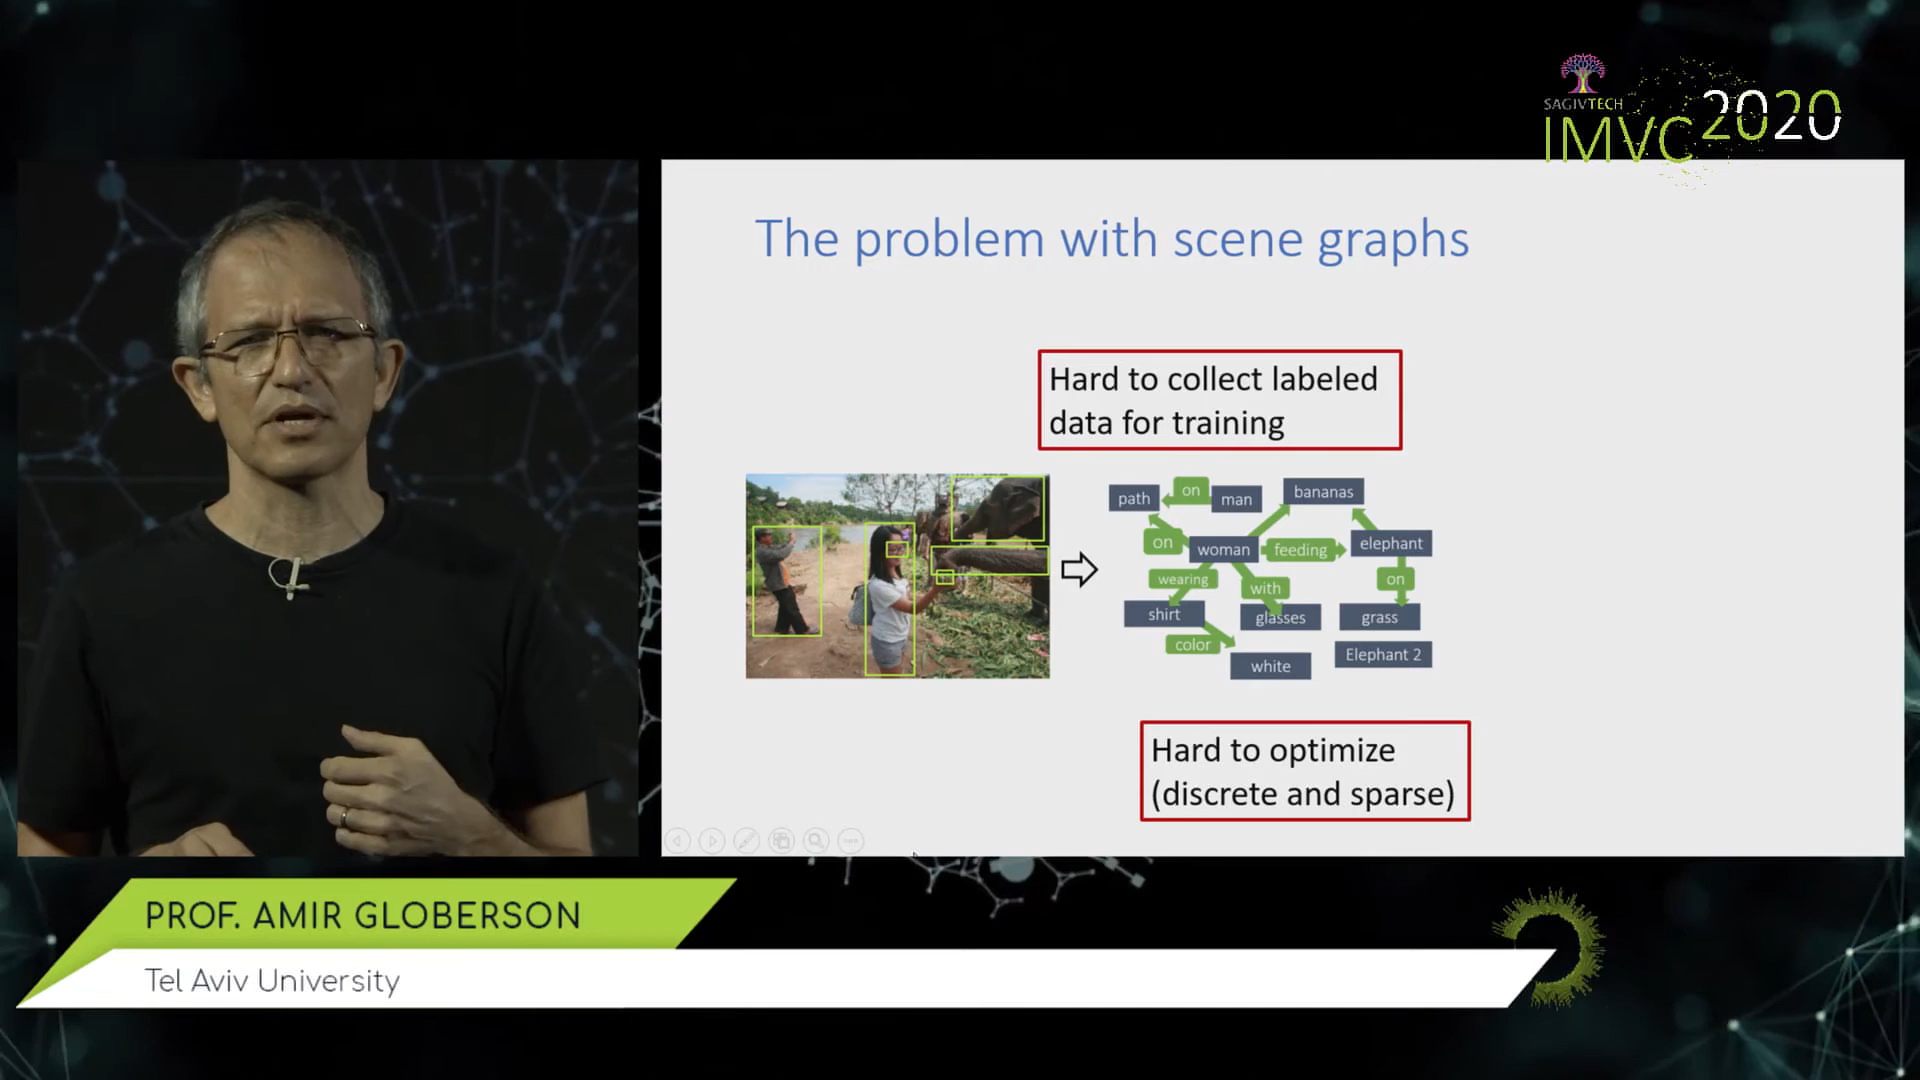 SAGIVTECH
IMVC 2020
The problem with scene graphs
Hard to collect labeled
data for training
path
on
man
bananas
on
woman
feeding
elephant
wearing
with
on
shirt
glasses
grass
color
white
Elephant 2
Hard to optimize
(discrete and sparse)
PROF. AMIR GLOBERSON
Tel Aviv University